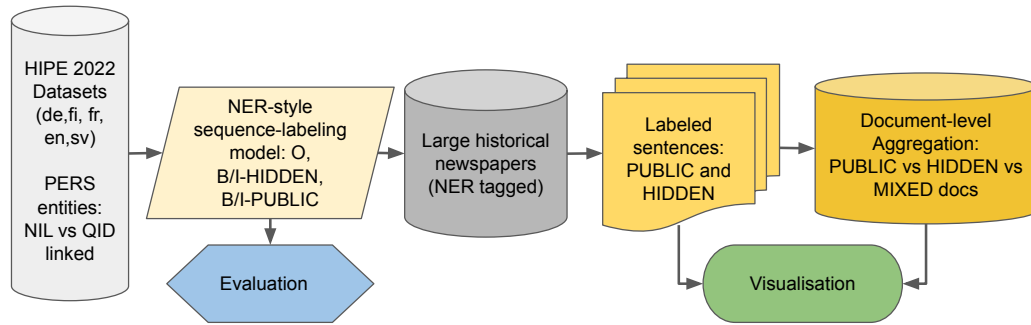 HIPE 2022
Datasets
(de,fi, fr,
en,sv)
PERS
entities:
NIL vs QID
linked
NER-style
sequence-labeling
model: O,
B/I-HIDDEN,
B/I-PUBLIC
Evaluation
Large historical
newspapers
(NER tagged)
Labeled
sentences:
PUBLIC and
HIDDEN
Document-level
Aggregation:
PUBLIC vs HIDDEN vs
MIXED docs
Visualisation